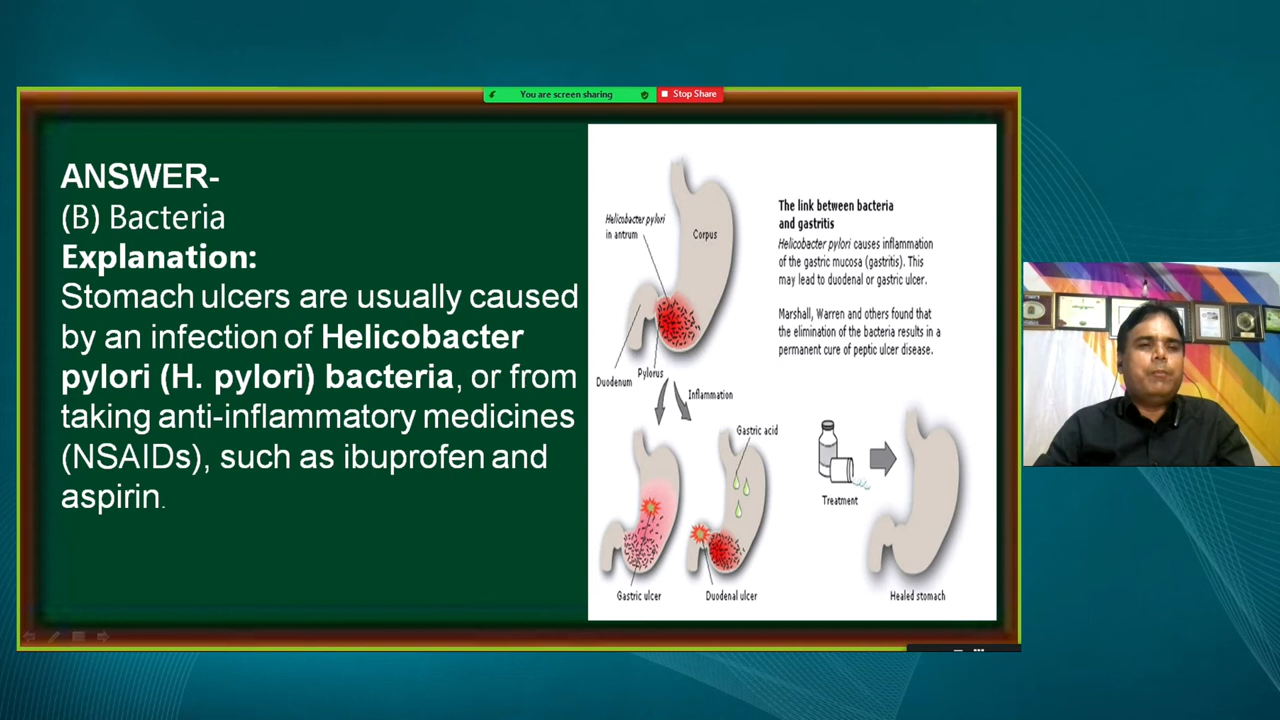 You are screen sharing
Stop Share
ANSWER-
(B) Bacteria
Explanation:
Stomach ulcers are usually caused
by an infection of Helicobacter
pylori (H. pylori) bacteria, or from
taking anti-inflammatory medicines
(NSAIDs), such as ibuprofen and
aspirin.
Helicobacter pylori
in antrum
Corpus
Duodenum
Pylorus
Inflammation
The link between bacteria
and gastritis
Helicobacter pylori causes inflammation
of the gastric mucosa (gastritis). This
may lead to duodenal or gastric ulcer.
Marshall, Warren and others found that
the elimination of the bacteria results in a
permanent cure of peptic ulcer disease.
Gastric acid
Treatment
Gastric ulcer
Duodenal ulcer
Healed stomach